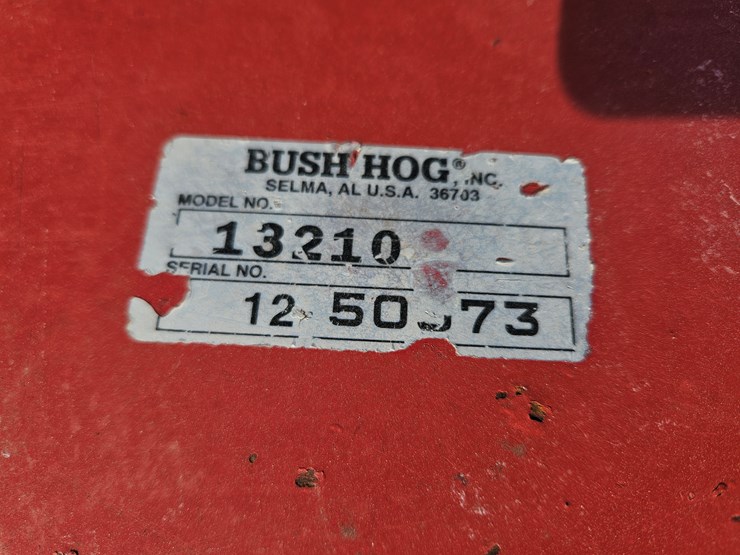 BUSH HOG®, INC.
SELMA, AL U.S.A. 36703
MODEL NO.
13210
SERIAL NO.
12